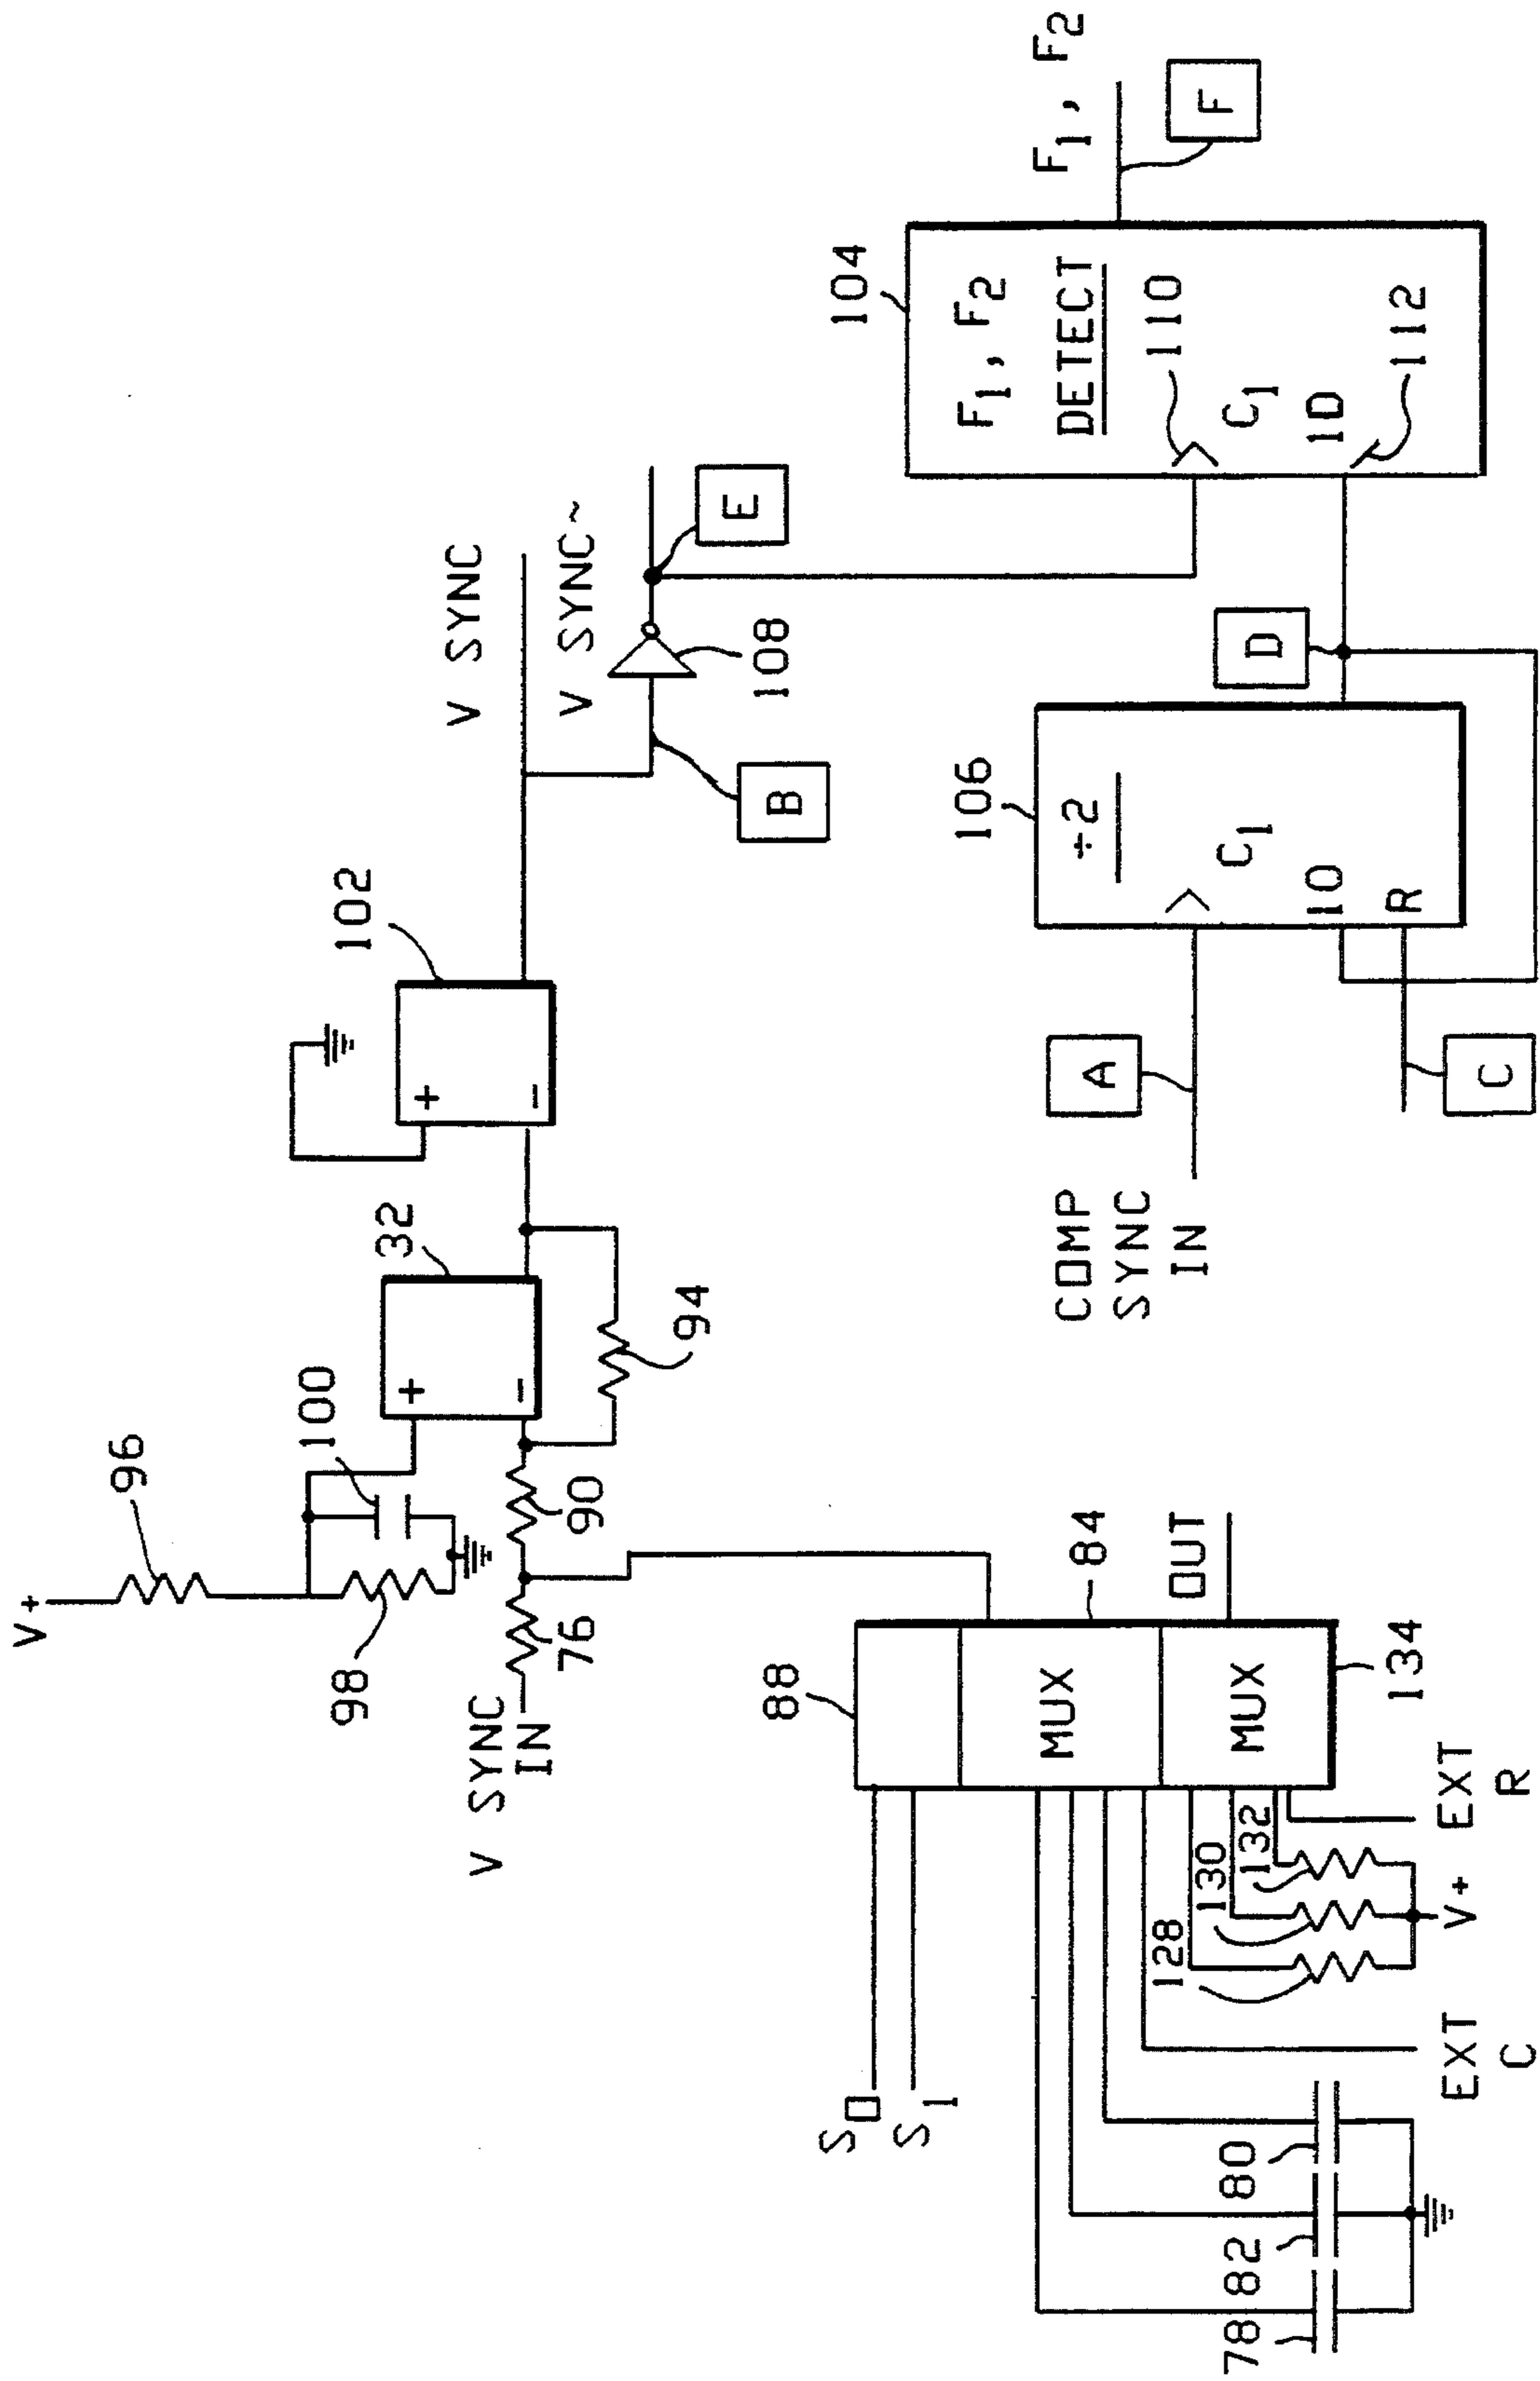 V+
96
98
100
32
102
+
−
+
−
V SYNC
IN
76
90
94
V SYNC
V SYNC~
B
108
E
88
S0
S1
MUX
84
MUX
OUT
134
128
130
132
78
82
80
EXT
C
V+
EXT
R
COMP
SYNC
IN
A
C
106
÷2
C1
10
R
D
104
F1, F2
DETECT
110
C1
1D
112
F1, F2
F